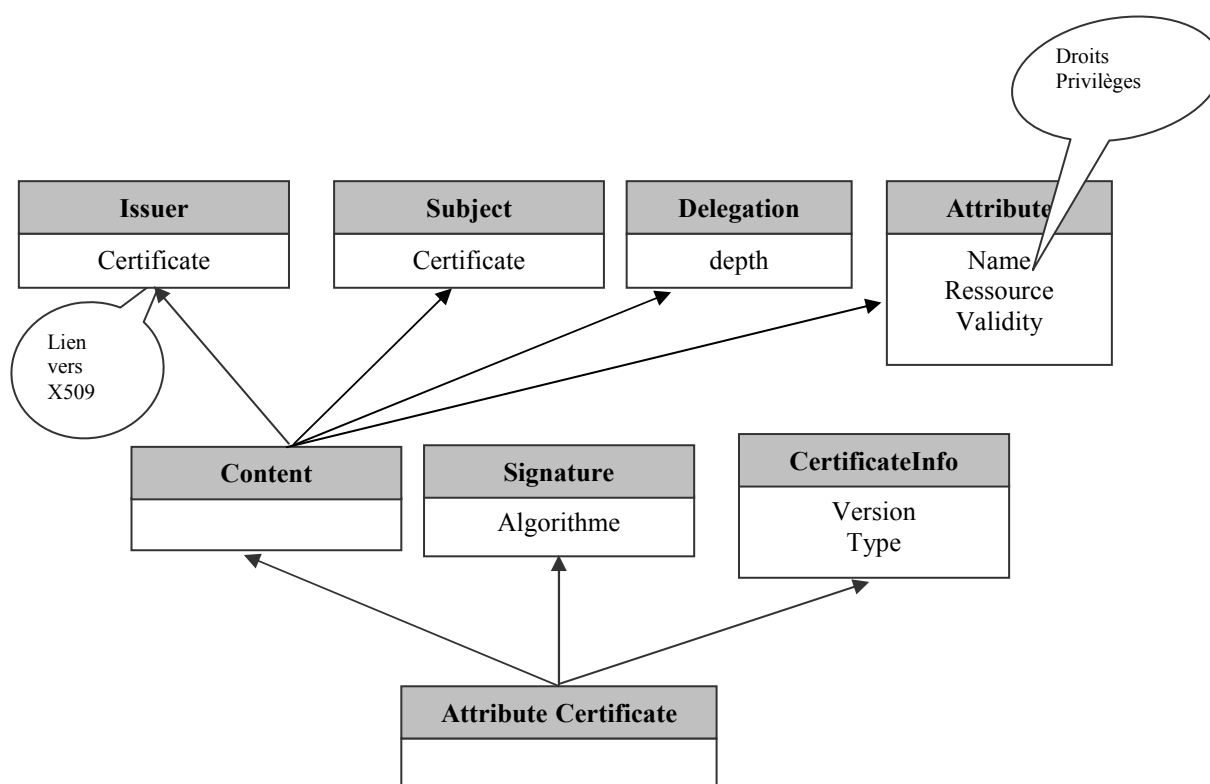 Droits
Privilèges
Issuer
Certificate
Subject
Certificate
Delegation
depth
Attribute
Name
Ressource
Validity
Lien
vers
X509
Content
Signature
Algorithme
CertificateInfo
Version
Type
Attribute Certificate